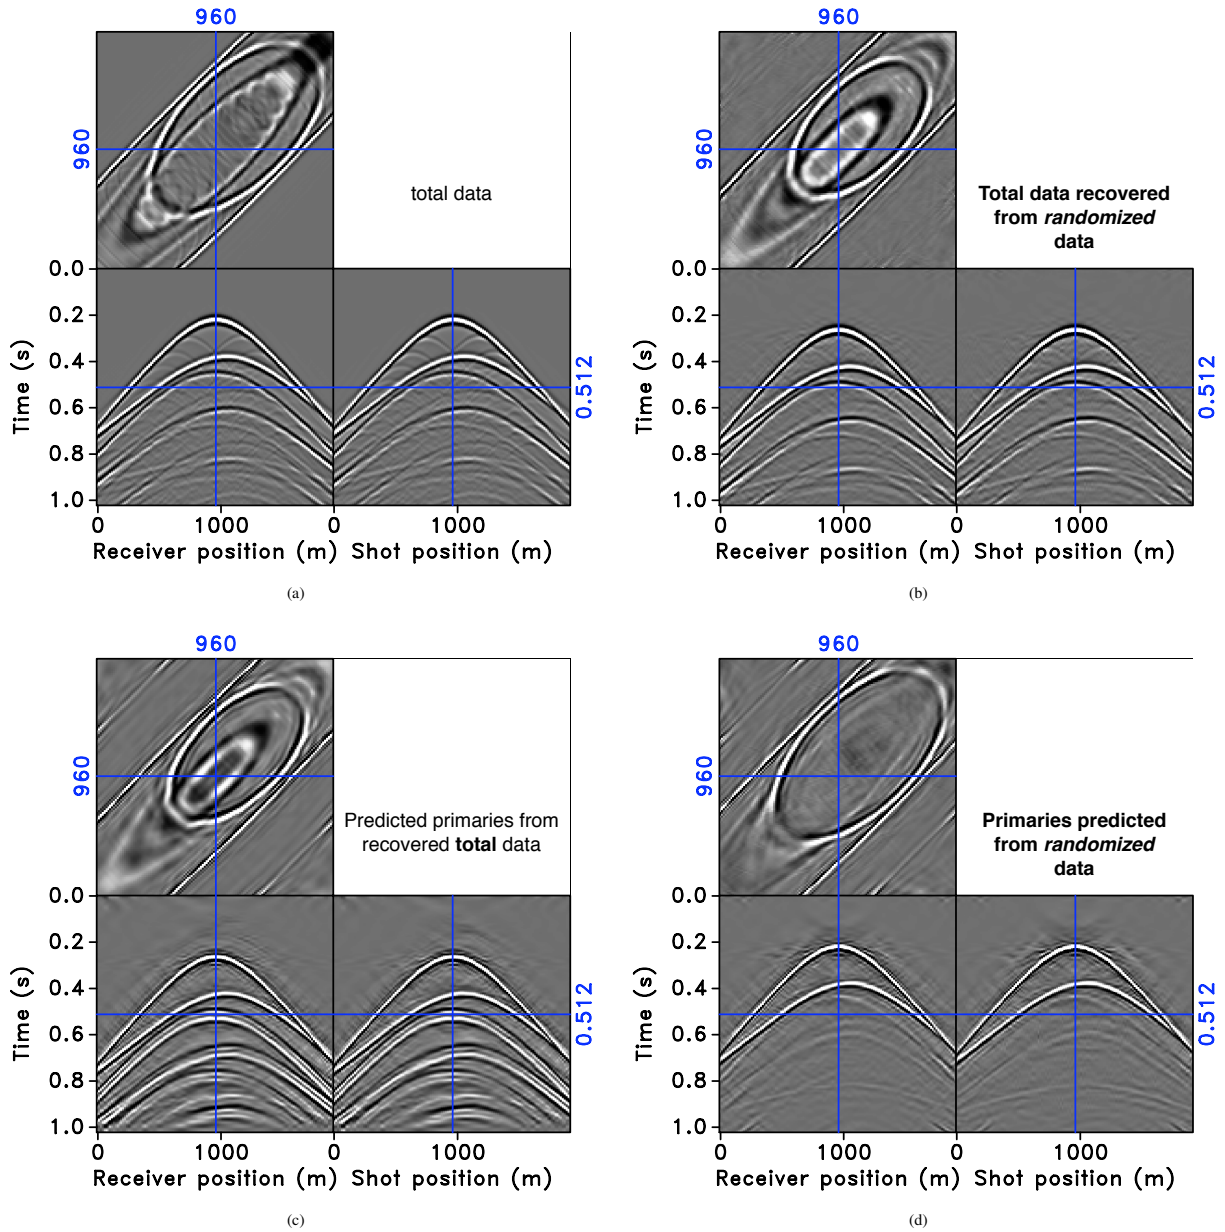 960
960
total data
0.0
0.2
0.4
0.6
0.8
1.0
Time (s)
0.512
0 1000 0 1000
Receiver position (m) Shot position (m)
(a)
960
960
Total data recovered
from randomized
data
0.0
0.2
0.4
0.6
0.8
1.0
Time (s)
0.512
0 1000 0 1000
Receiver position (m) Shot position (m)
(b)
960
960
Predicted primaries from
recovered total data
0.0
0.2
0.4
0.6
0.8
1.0
Time (s)
0.512
0 1000 0 1000
Receiver position (m) Shot position (m)
(c)
960
960
Primaries predicted
from randomized
data
0.0
0.2
0.4
0.6
0.8
1.0
Time (s)
0.512
0 1000 0 1000
Receiver position (m) Shot position (m)
(d)